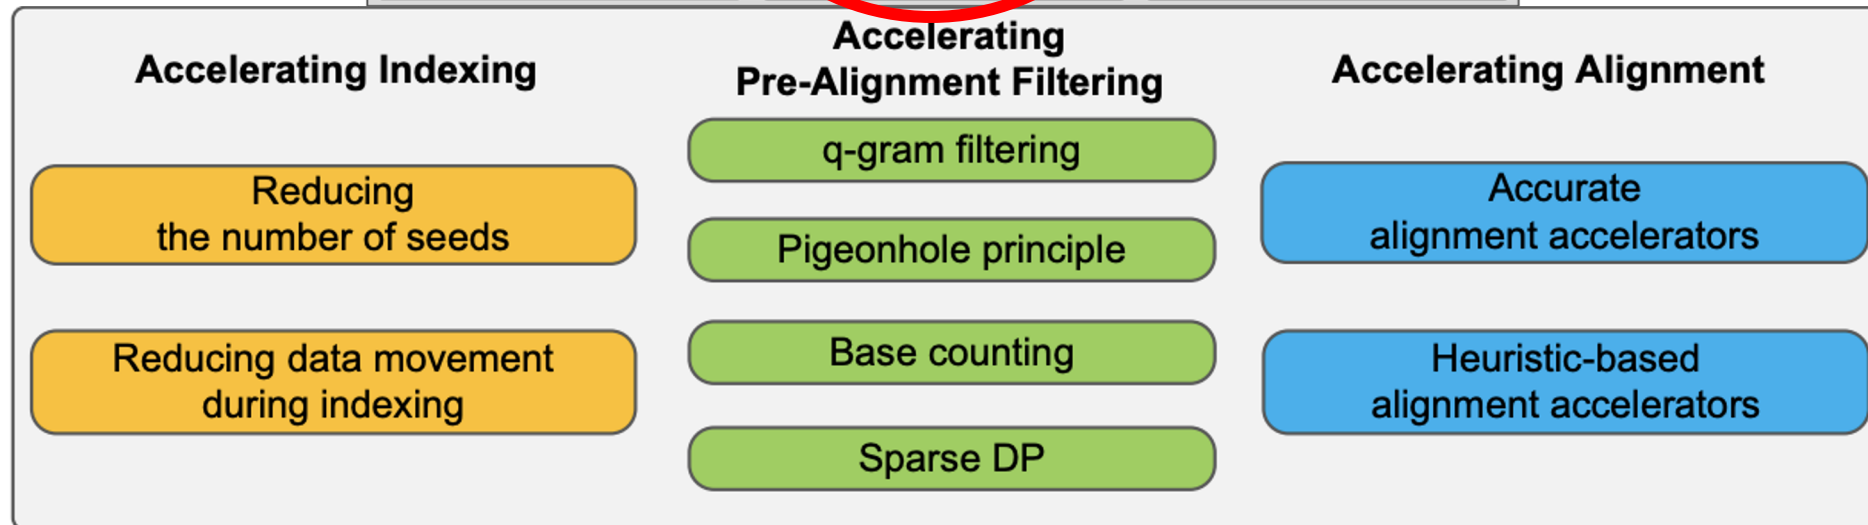 Accelerating Indexing
Reducing
the number of seeds
Reducing data movement
during indexing
Accelerating
Pre-Alignment Filtering
q-gram filtering
Pigeonhole principle
Base counting
Sparse DP
Accelerating Alignment
Accurate
alignment accelerators
Heuristic-based
alignment accelerators